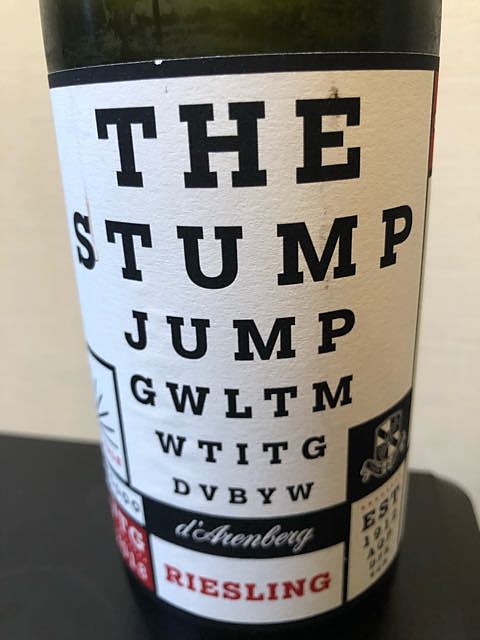 THE
STUMP
JUMP
GWLTM
WTITG
DVBYW
d'Arenberg
RIESLING
EST